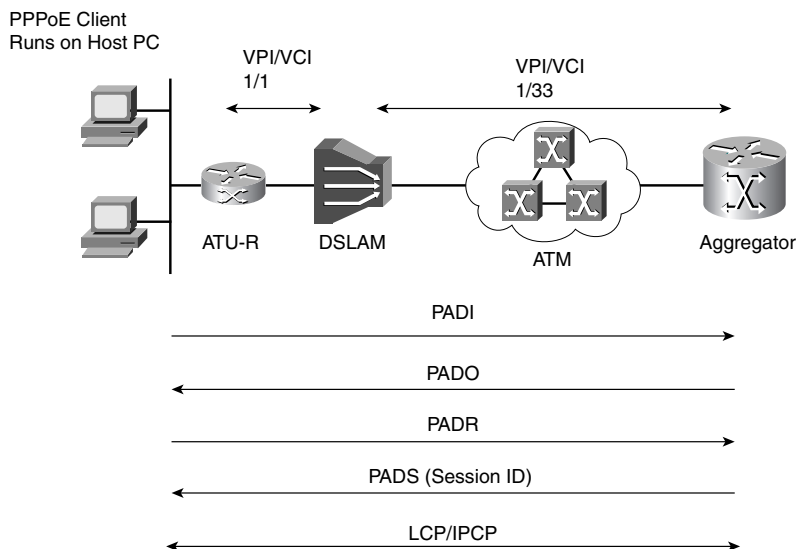 PPPoE Client
Runs on Host PC
VPI/VCI
1/1
VPI/VCI
1/33
ATU-R
DSLAM
ATM
Aggregator
PADI
PADO
PADR
PADS (Session ID)
LCP/IPCP